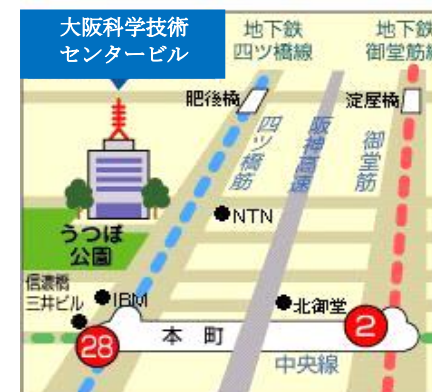 大阪科学技術
センタービル
地下鉄
四ツ橋線
地下鉄
御堂筋線
肥後橋
淀屋橋
四ツ橋筋
阪神高速
御堂筋
NTN
うつぼ
公園
信濃橋
三井ビル
IBM
北御堂
28
本町
2
中央線